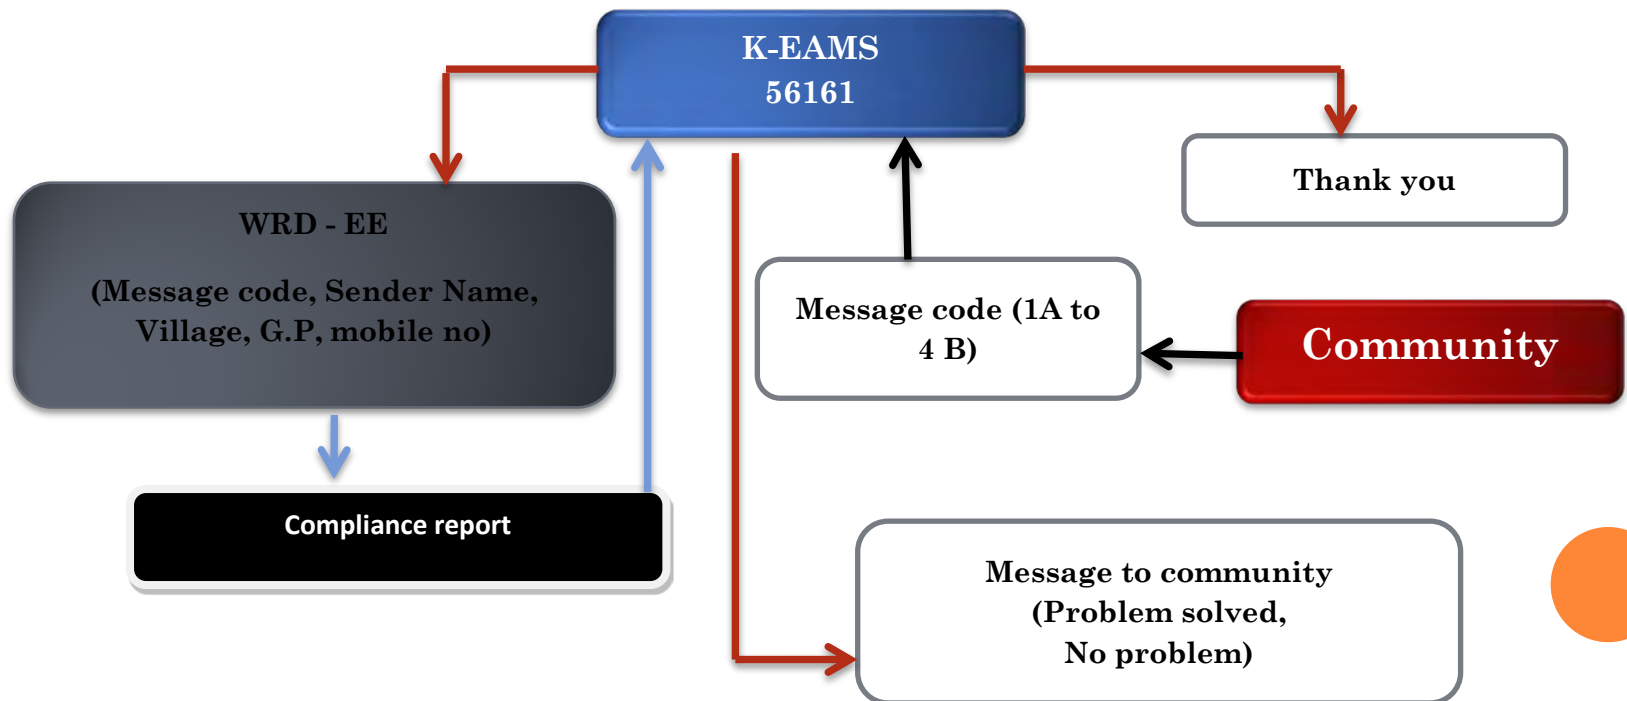 K-EAMS
56161
Thank you
WRD - EE
(Message code, Sender Name,
Village, G.P, mobile no)
Message code (1A to
4 B)
Community
Compliance report
Message to community
(Problem solved,
No problem)